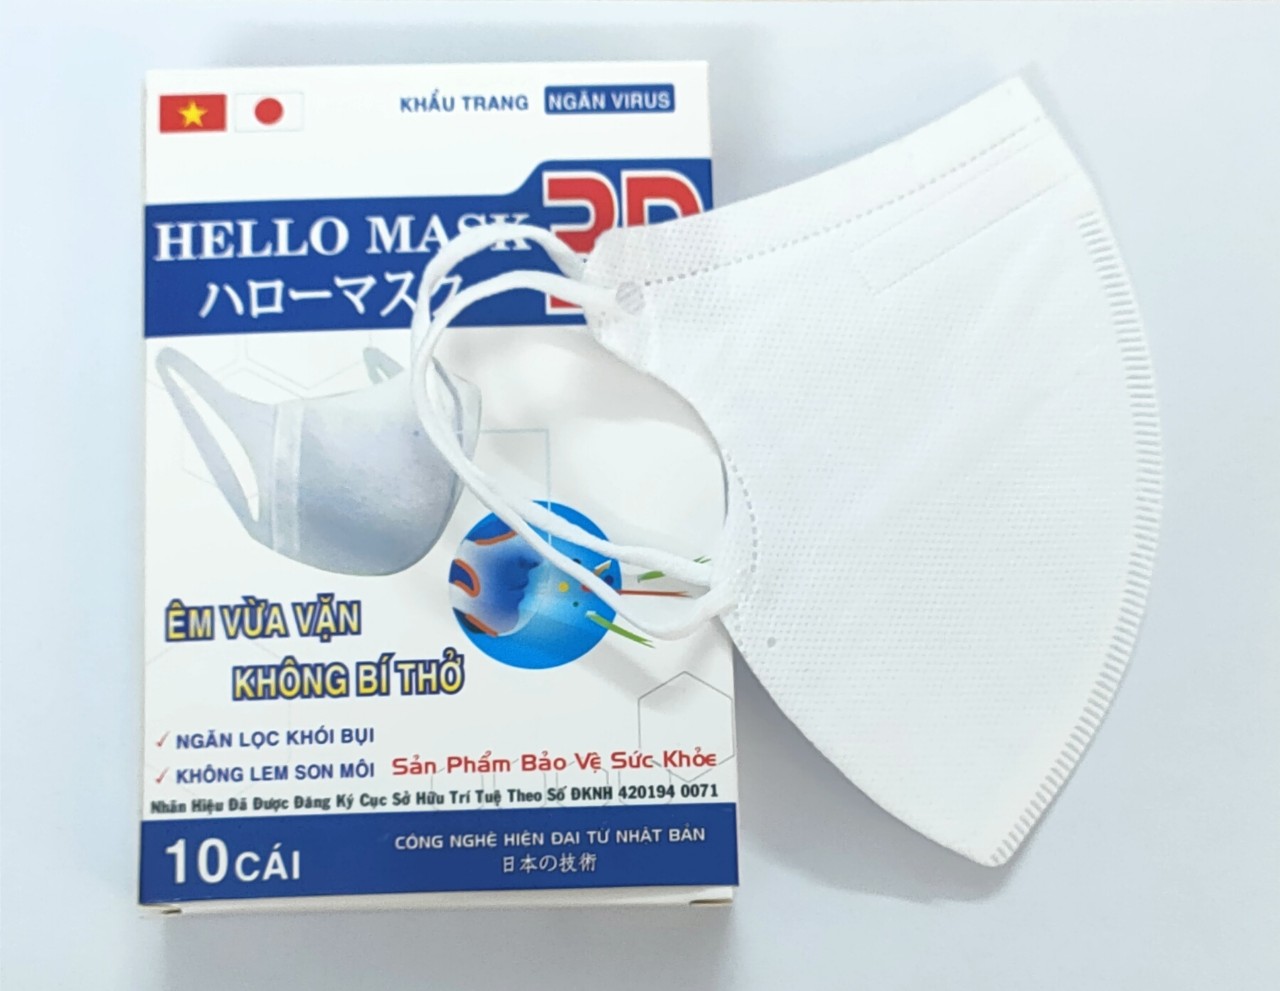 KHẨU TRANG NGĂN VIRUS
HELLO MASK 3D
ハローマスク
ÊM VỪA VẶN
KHÔNG BÍ THỞ
✓ NGĂN LỌC KHÓI BỤI
✓ KHÔNG LEM SON MÔI
Sản Phẩm Bảo Vệ Sức Khỏe
Nhãn Hiệu Đã Được Đăng Ký Cục Sở Hữu Trí Tuệ Theo Số ĐKNH 420194 0071
10 CÁI
CÔNG NGHỆ HIỆN ĐẠI TỪ NHẬT BẢN
日本の技術